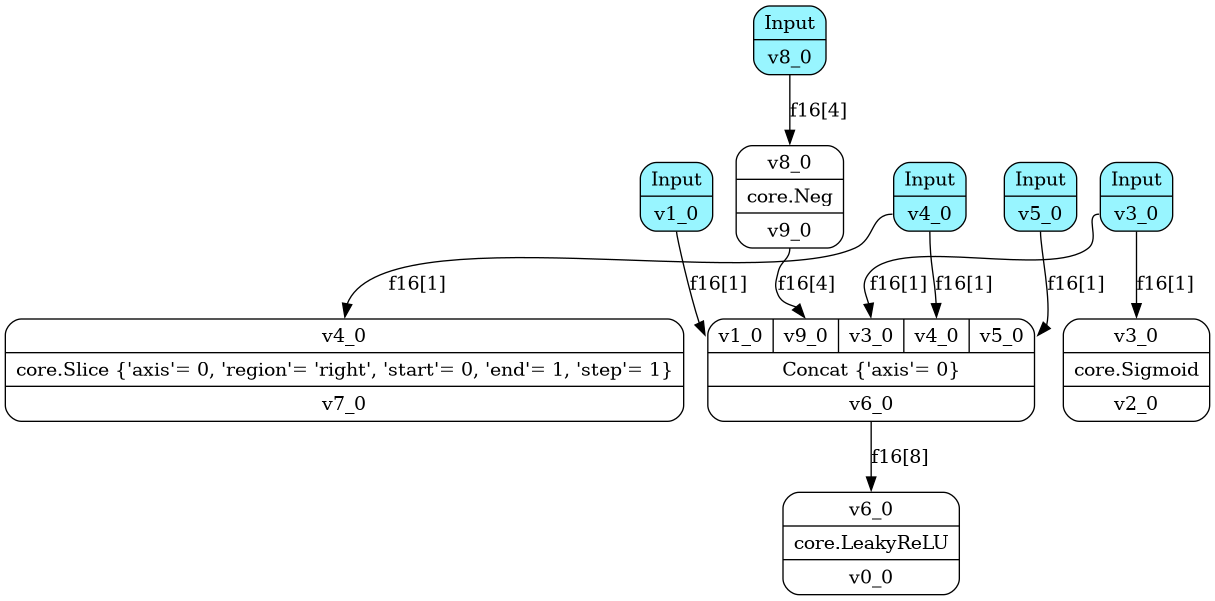 Input
v8_0
f16[4]
v8_0
core.Neg
v9_0
Input
v1_0
Input
v4_0
Input
v5_0
Input
v3_0
f16[1]
f16[1]
f16[4]
f16[1]
f16[1]
f16[1]
f16[1]
v4_0
core.Slice {'axis'= 0, 'region'= 'right', 'start'= 0, 'end'= 1, 'step'= 1}
v7_0
v1_0 v9_0 v3_0 v4_0 v5_0
Concat {'axis'= 0}
v6_0
v3_0
core.Sigmoid
v2_0
f16[8]
v6_0
core.LeakyReLU
v0_0